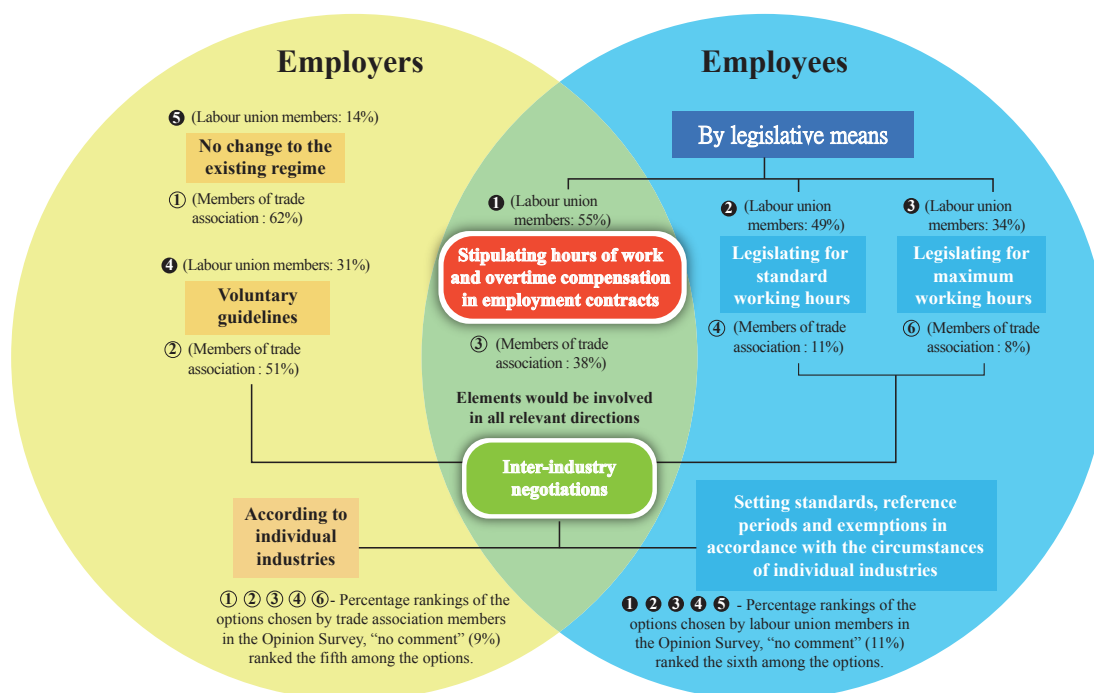 Employers
❺ (Labour union members: 14%)
No change to the
existing regime
① (Members of trade
association : 62%)
❹ (Labour union members: 31%)
Voluntary
guidelines
② (Members of trade
association : 51%)
Employees
By legislative means
❶ (Labour union
members: 55%)
Stipulating hours of work
and overtime compensation
in employment contracts
③ (Members of trade
association : 38%)
❷ (Labour union
members: 49%)
Legislating for
standard
working hours
④ (Members of trade
association : 11%)
❸ (Labour union
members: 34%)
Legislating for
maximum
working hours
⑥ (Members of trade
association : 8%)
Elements would be involved
in all relevant directions
Inter-industry
negotiations
According to
individual
industries
Setting standards, reference
periods and exemptions in
accordance with the circumstances
of individual industries
① ② ③ ④ ⑥- Percentage rankings of the
options chosen by trade association members
in the Opinion Survey, “no comment” (9%)
ranked the fifth among the options.
❶ ❷ ❸ ❹ ❺ - Percentage rankings of the
options chosen by labour union members in
the Opinion Survey, “no comment” (11%)
ranked the sixth among the options.